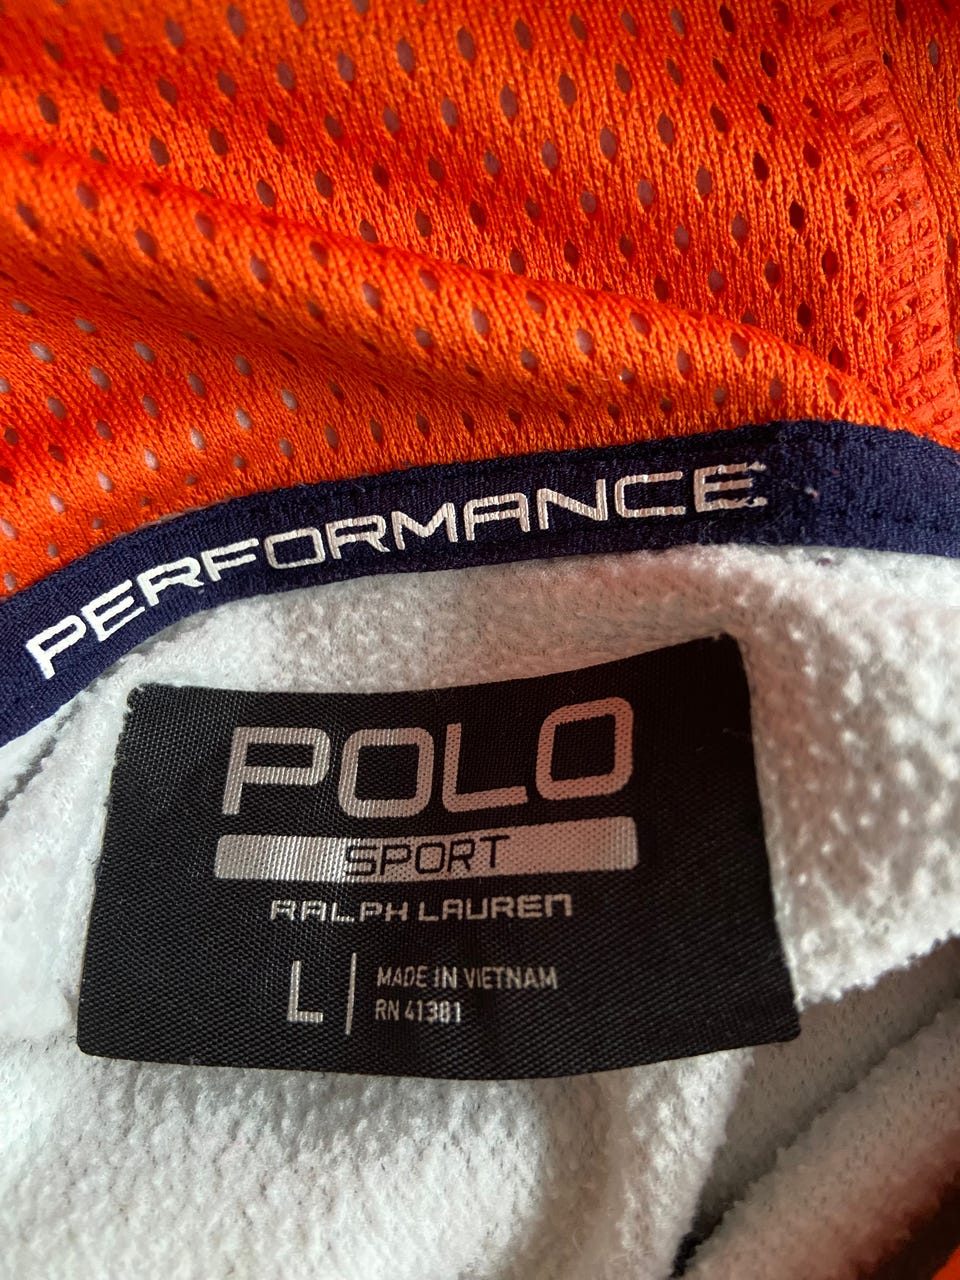 PERFORMANCE
POLO
SPORT
RALPH LAUREN
L
MADE IN VIETNAM
RN 41381